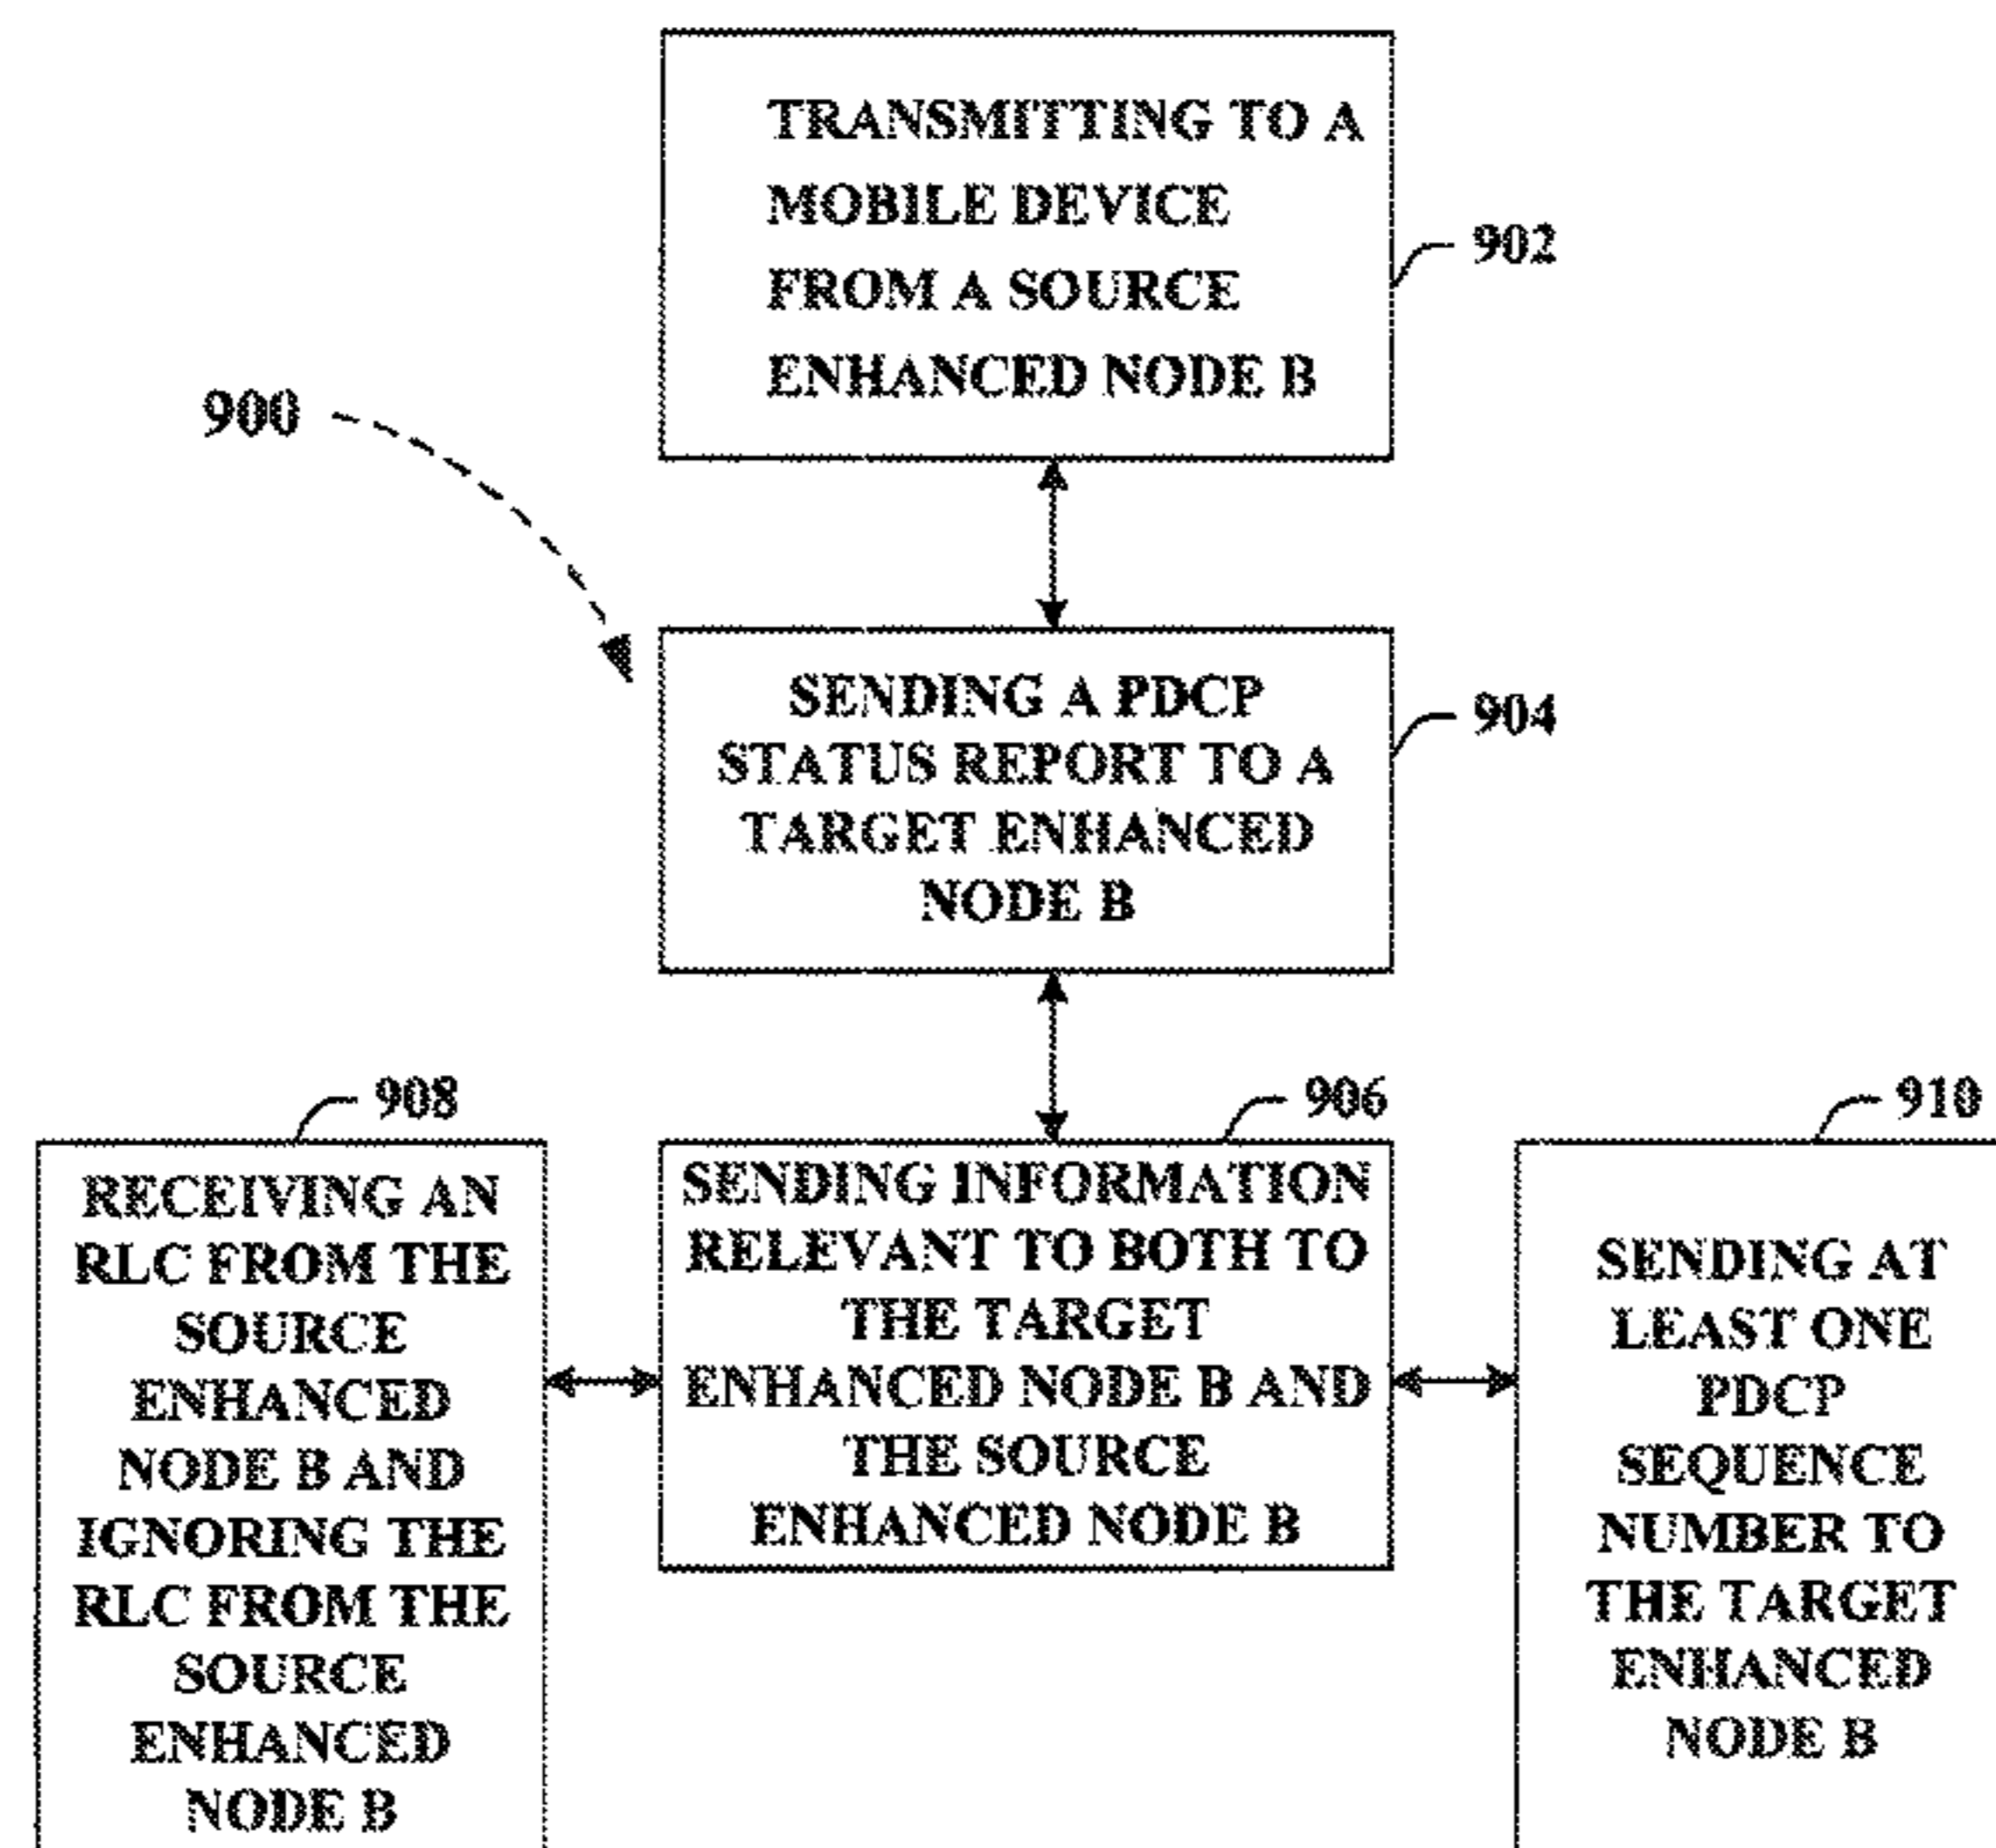 TRANSMITTING TO A
MOBILE DEVICE
FROM A SOURCE
ENHANCED NODE B
902
900
SENDING A PDCP
STATUS REPORT TO A
TARGET ENHANCED
NODE B
904
908
RECEIVING AN
RLC FROM THE
SOURCE
ENHANCED
NODE B AND
IGNORING THE
RLC FROM THE
SOURCE
ENHANCED
NODE B
906
SENDING INFORMATION
RELEVANT TO BOTH TO
THE TARGET
ENHANCED NODE B AND
THE SOURCE
ENHANCED NODE B
910
SENDING AT
LEAST ONE
PDCP
SEQUENCE
NUMBER TO
THE TARGET
ENHANCED
NODE B